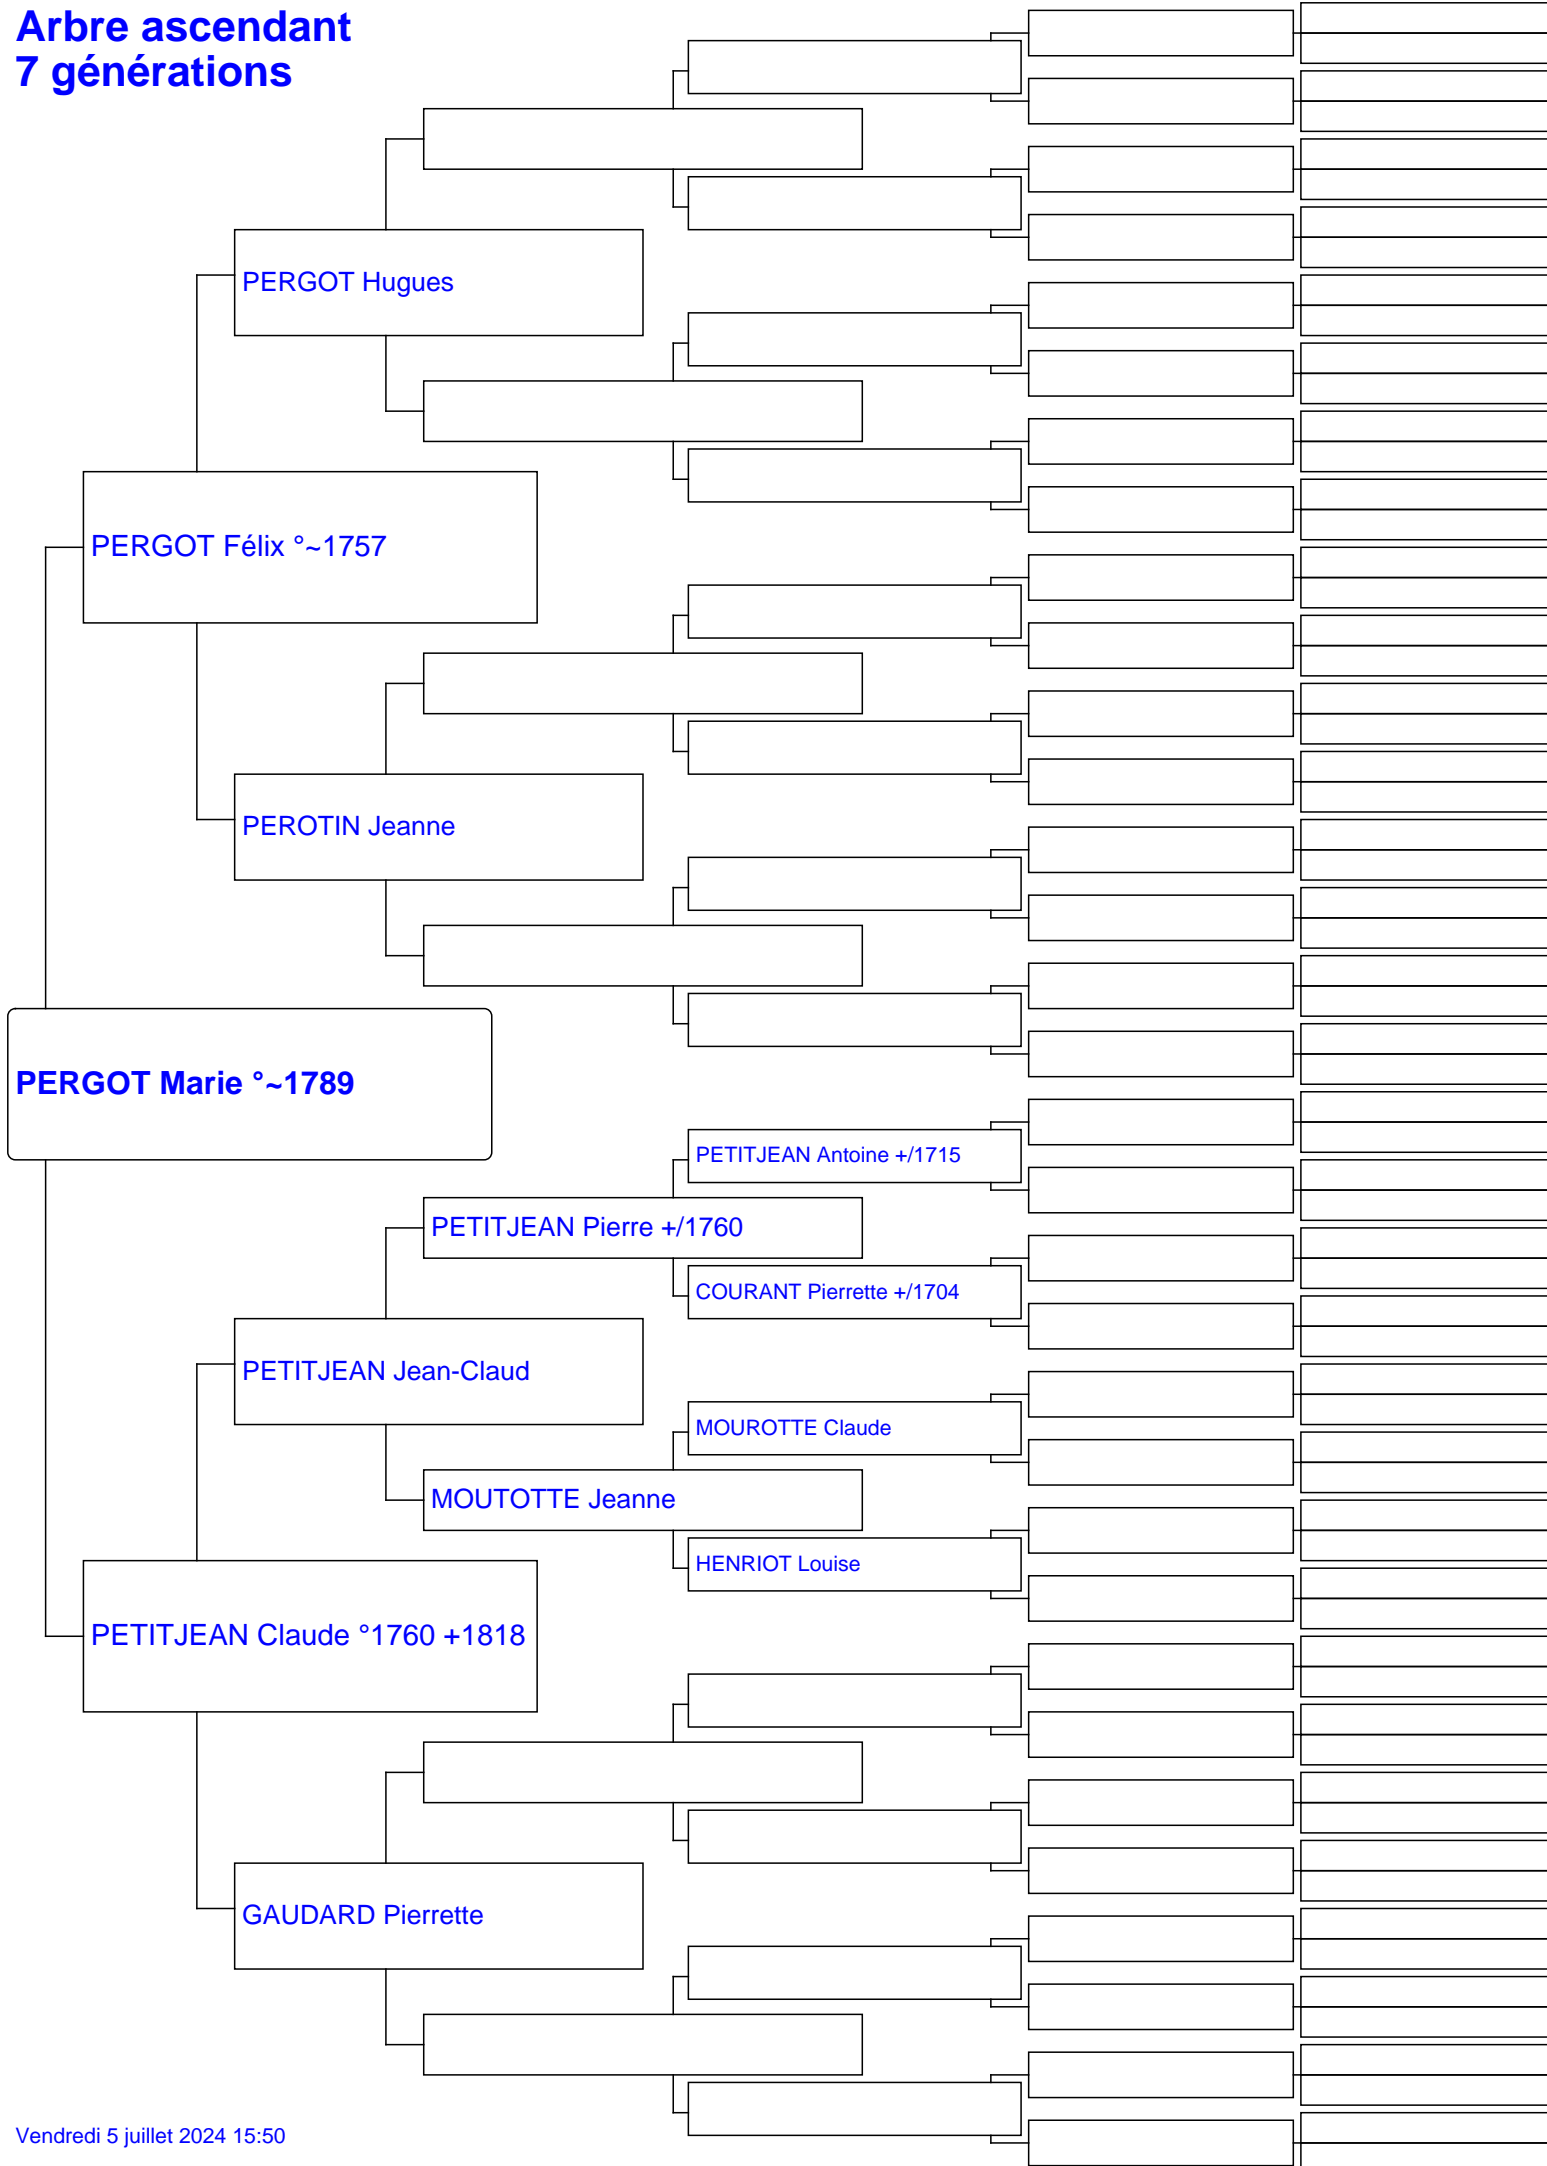 Arbre ascendant
7 générations
PERGOT Hugues
PERGOT Félix °~1757
PEROTIN Jeanne
PERGOT Marie °~1789
PETITJEAN Antoine +/1715
PETITJEAN Pierre +/1760
COURANT Pierrette +/1704
PETITJEAN Jean-Claud
MOUROTTE Claude
MOUTOTTE Jeanne
HENRIOT Louise
PETITJEAN Claude °1760 +1818
GAUDARD Pierrette
Vendredi 5 juillet 2024 15:50